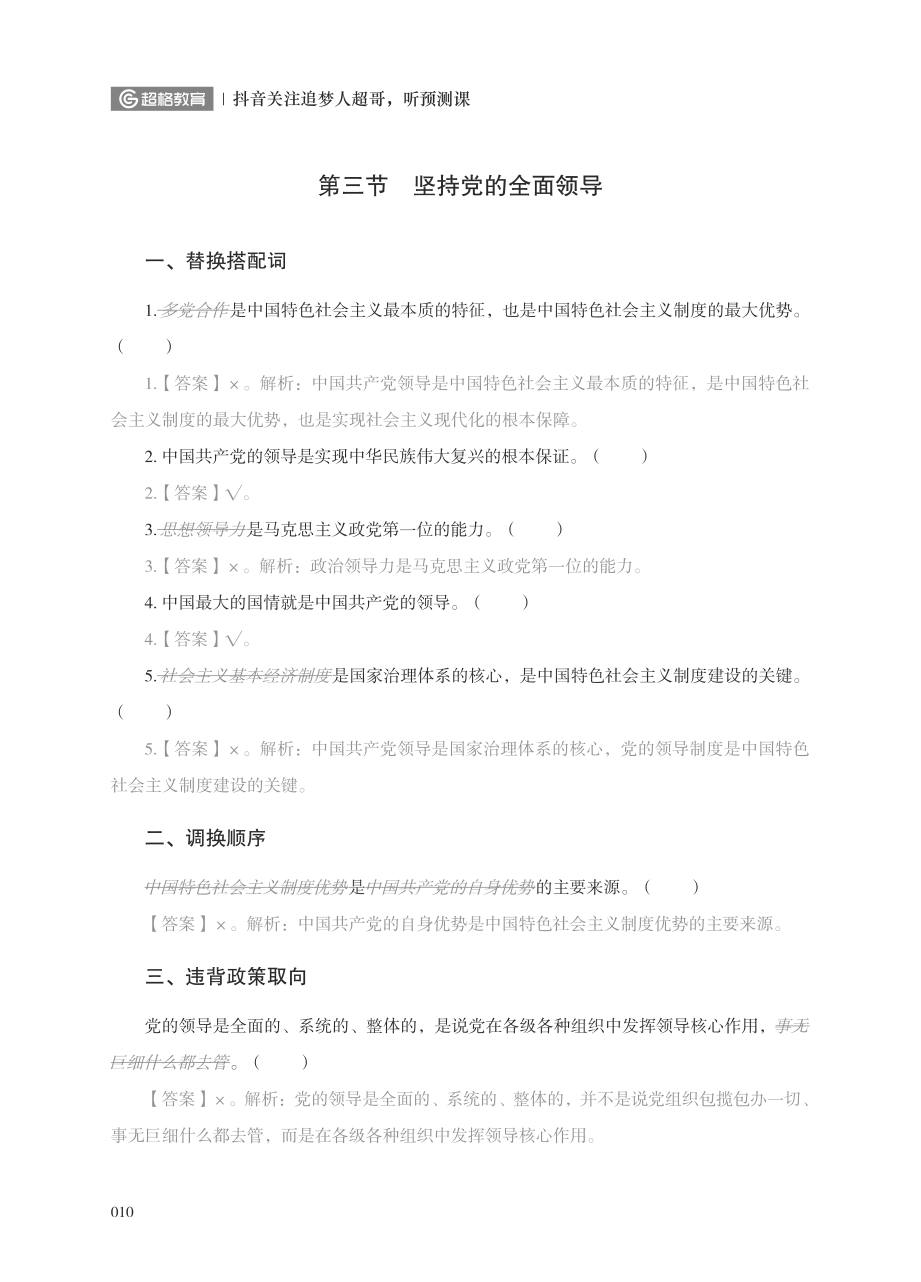 超格教育 | 抖音关注追梦人超哥，听预测课
第三节　坚持党的全面领导
一、替换搭配词
1. 多党合作是中国特色社会主义最本质的特征，也是中国特色社会主义制度的最大优势。
（　　）
1.【答案】×。解析：中国共产党领导是中国特色社会主义最本质的特征，是中国特色社
会主义制度的最大优势，也是实现社会主义现代化的根本保障。
2. 中国共产党的领导是实现中华民族伟大复兴的根本保证。（　　）
2.【答案】√。
3. 思想领导力是马克思主义政党第一位的能力。（　　）
3.【答案】×。解析：政治领导力是马克思主义政党第一位的能力。
4. 中国最大的国情就是中国共产党的领导。（　　）
4.【答案】√。
5. 社会主义基本经济制度是国家治理体系的核心，是中国特色社会主义制度建设的关键。
（　　）
5.【答案】×。解析：中国共产党领导是国家治理体系的核心，党的领导制度是中国特色
社会主义制度建设的关键。
二、调换顺序
中国特色社会主义制度优势是中国共产党的自身优势的主要来源。（　　）
【答案】×。解析：中国共产党的自身优势是中国特色社会主义制度优势的主要来源。
三、违背政策取向
党的领导是全面的、系统的、整体的，是说党在各级各种组织中发挥领导核心作用，事无
巨细什么都去管。（　　）
【答案】×。解析：党的领导是全面的、系统的、整体的，并不是说党组织包揽包办一切、
事无巨细什么都去管，而是在各级各种组织中发挥领导核心作用。
010